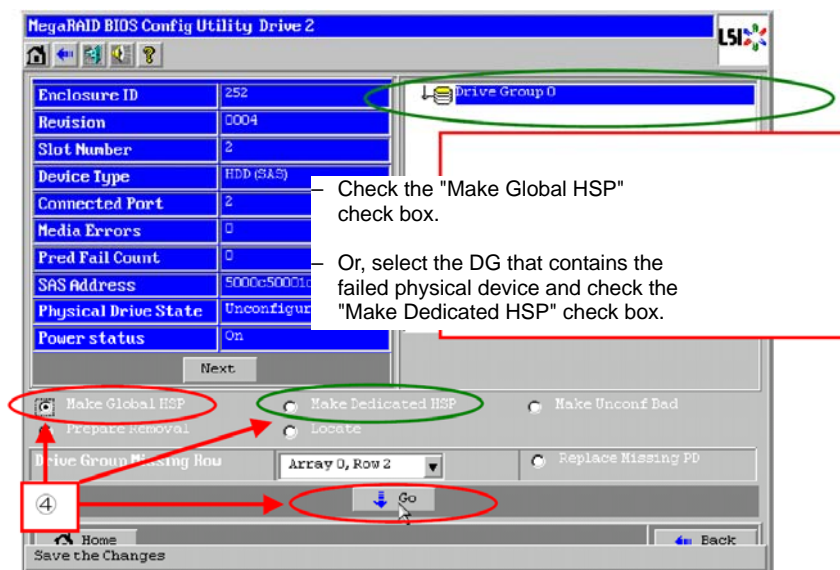 MegaRAID BIOS Config Utility Drive 2
LSI
Enclosure ID 252
Revision 0004
Slot Number 2
Device Type HDD (SAS)
Connected Port 2
Media Errors 0
Pred Fail Count 0
SAS Address
Physical Drive State
Power status On
Next
Drive Group 0
– Check the "Make Global HSP"
check box.
– Or, select the DG that contains the
failed physical device and check the
"Make Dedicated HSP" check box.
Make Global HSP Make Dedicated HSP Make Unconf Bad
Prepare Removal Locate
Drive Group Missing Row Array 0, Row 2 Replace Missing PD
④
Go
Home Back
Save the Changes